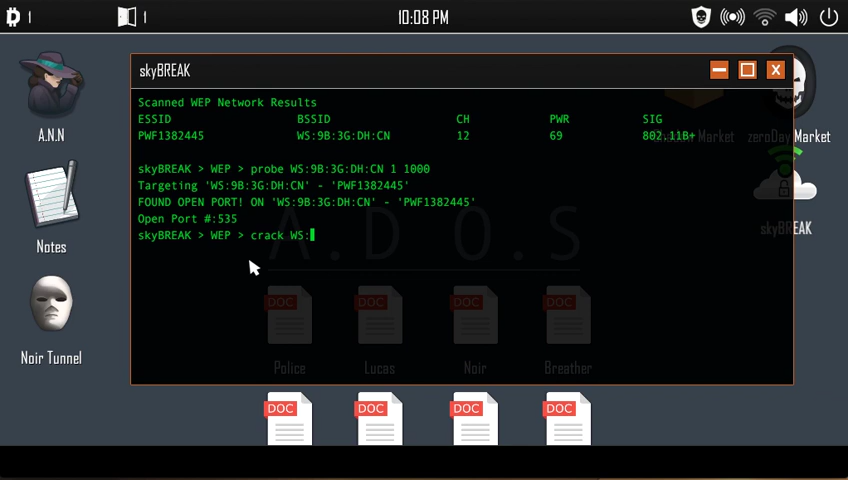 1 1 10:08 PM
skyBREAK
Scanned WEP Network Results
ESSID BSSID CH PWR SIG
PWF1382445 WS:9B:3G:DH:CN 12 69 802.11B+
skyBREAK > WEP > probe WS:9B:3G:DH:CN 1 1000
Targeting 'WS:9B:3G:DH:CN' - 'PWF1382445'
FOUND OPEN PORT! ON 'WS:9B:3G:DH:CN' - 'PWF1382445'
Open Port #:535
skyBREAK > WEP > crack WS:
A.D O.S
A.N.N
Notes
Noir Tunnel
Market
zeroDay Market
skyBREAK
DOC DOC DOC DOC
Police Lucas Noir Breather
DOC DOC DOC DOC